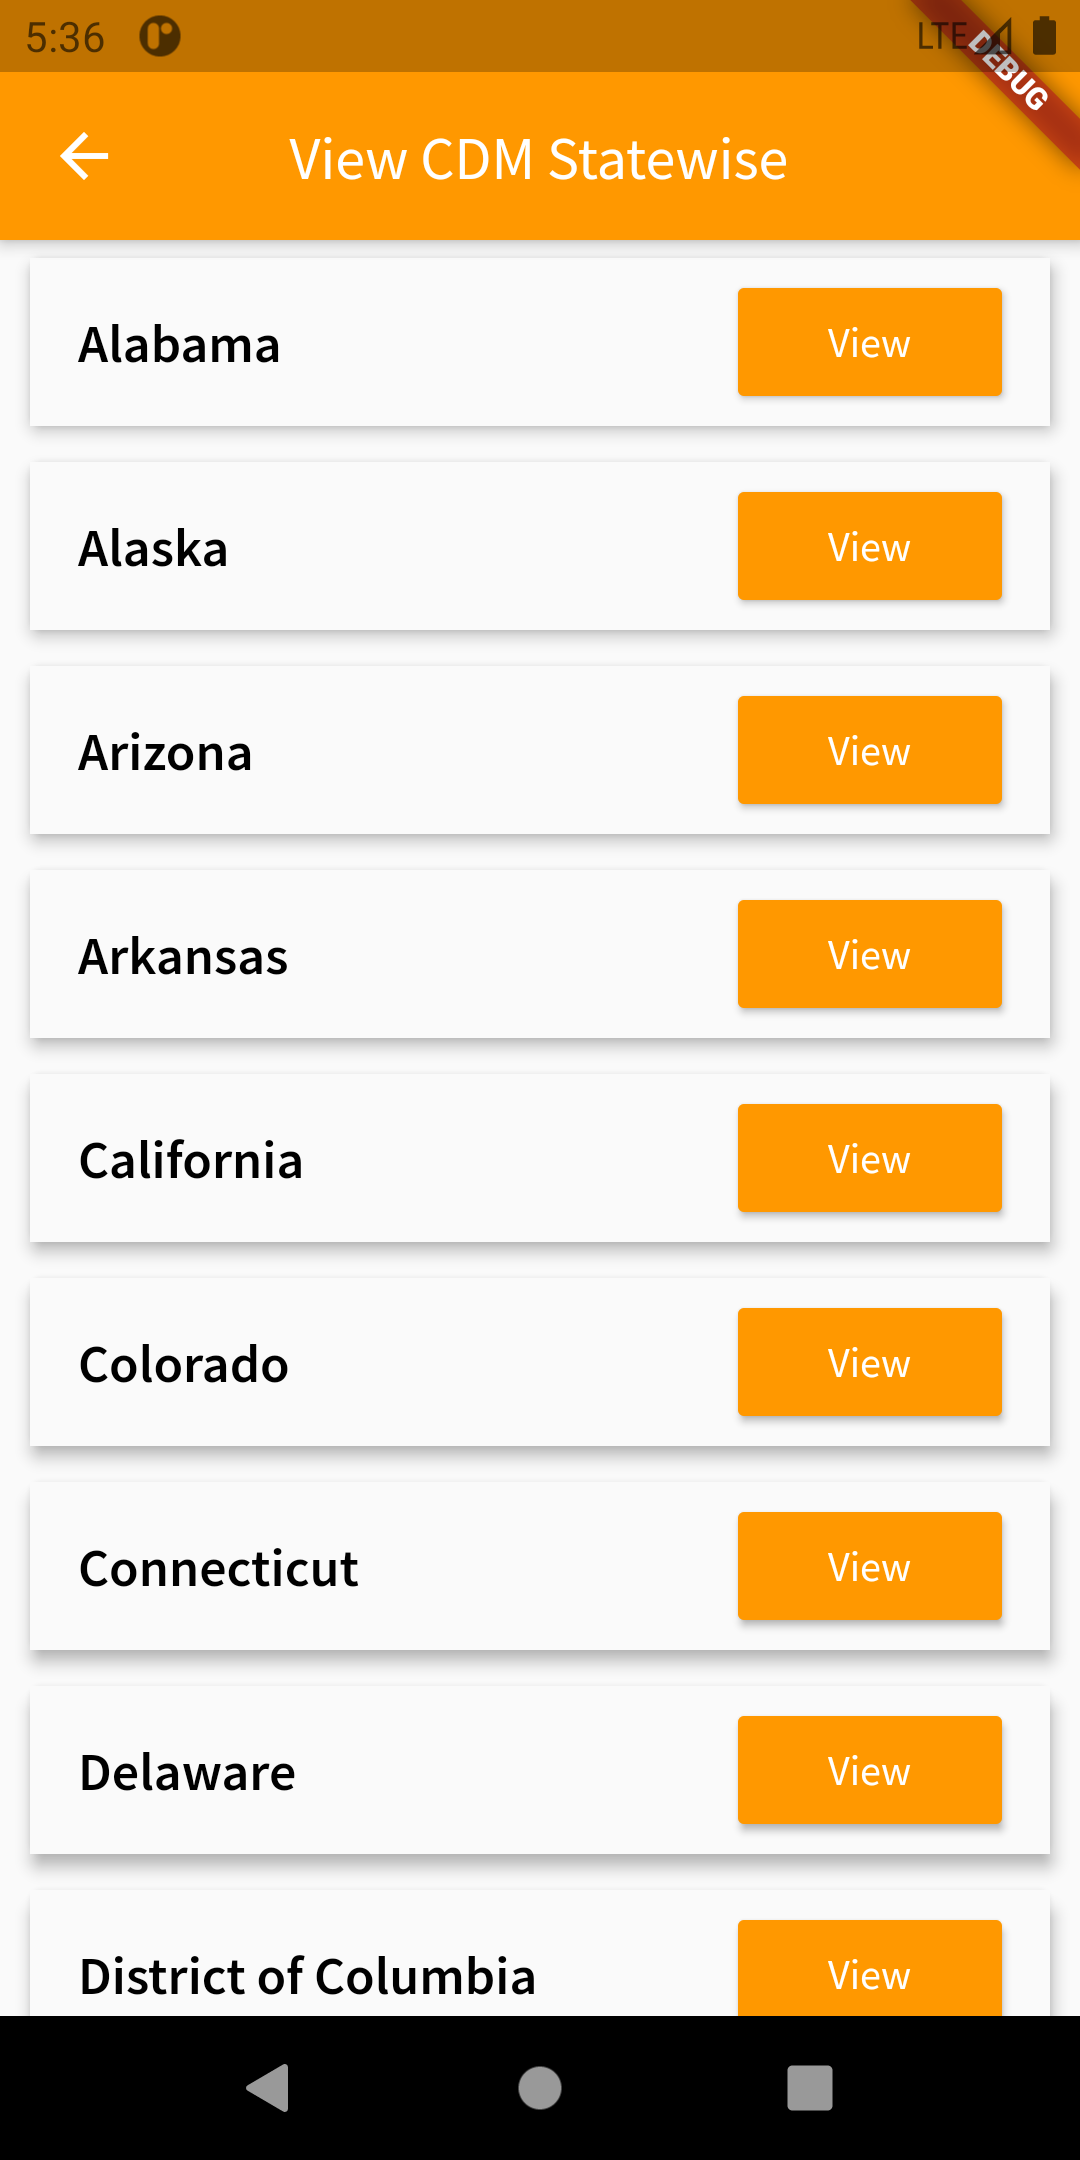 5:36
LTE
DEBUG
View CDM Statewise
Alabama
View
Alaska
View
Arizona
View
Arkansas
View
California
View
Colorado
View
Connecticut
View
Delaware
View
District of Columbia
View